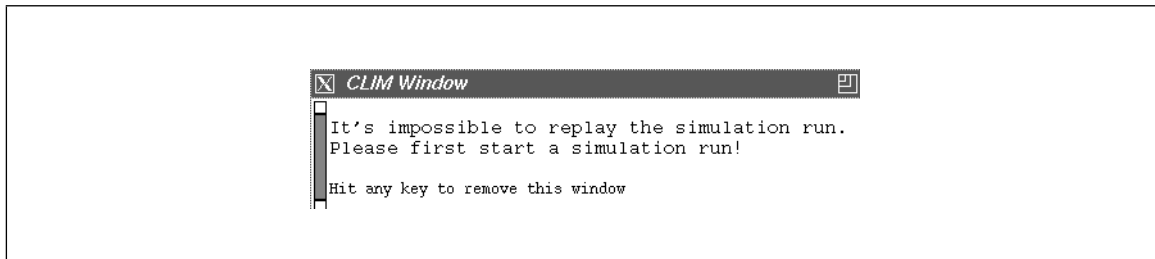 CLIM Window
It's impossible to replay the simulation run.
Please first start a simulation run!
Hit any key to remove this window